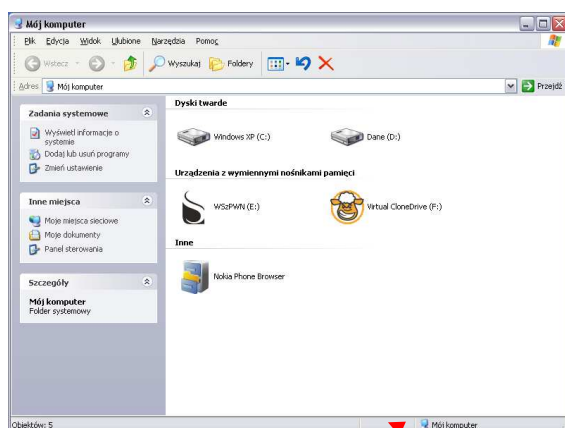 Mój komputer
Plik Edycja Widok Ulubione Narzędzia Pomoc
Wstecz Wyszukaj Foldery
Adres Mój komputer Przejdź
Zadania systemowe
Wyświetl informacje o
systemie
Dodaj lub usuń programy
Zmień ustawienie
Inne miejsca
Moje miejsca sieciowe
Moje dokumenty
Panel sterowania
Szczegóły
Mój komputer
Folder systemowy
Dyski twarde
Windows XP (C:) Dane (D:)
Urządzenia z wymiennymi nośnikami pamięci
WSzPWN (E:) Virtual CloneDrive (F:)
Inne
Nokia Phone Browser
Obiektów: 5 Mój komputer